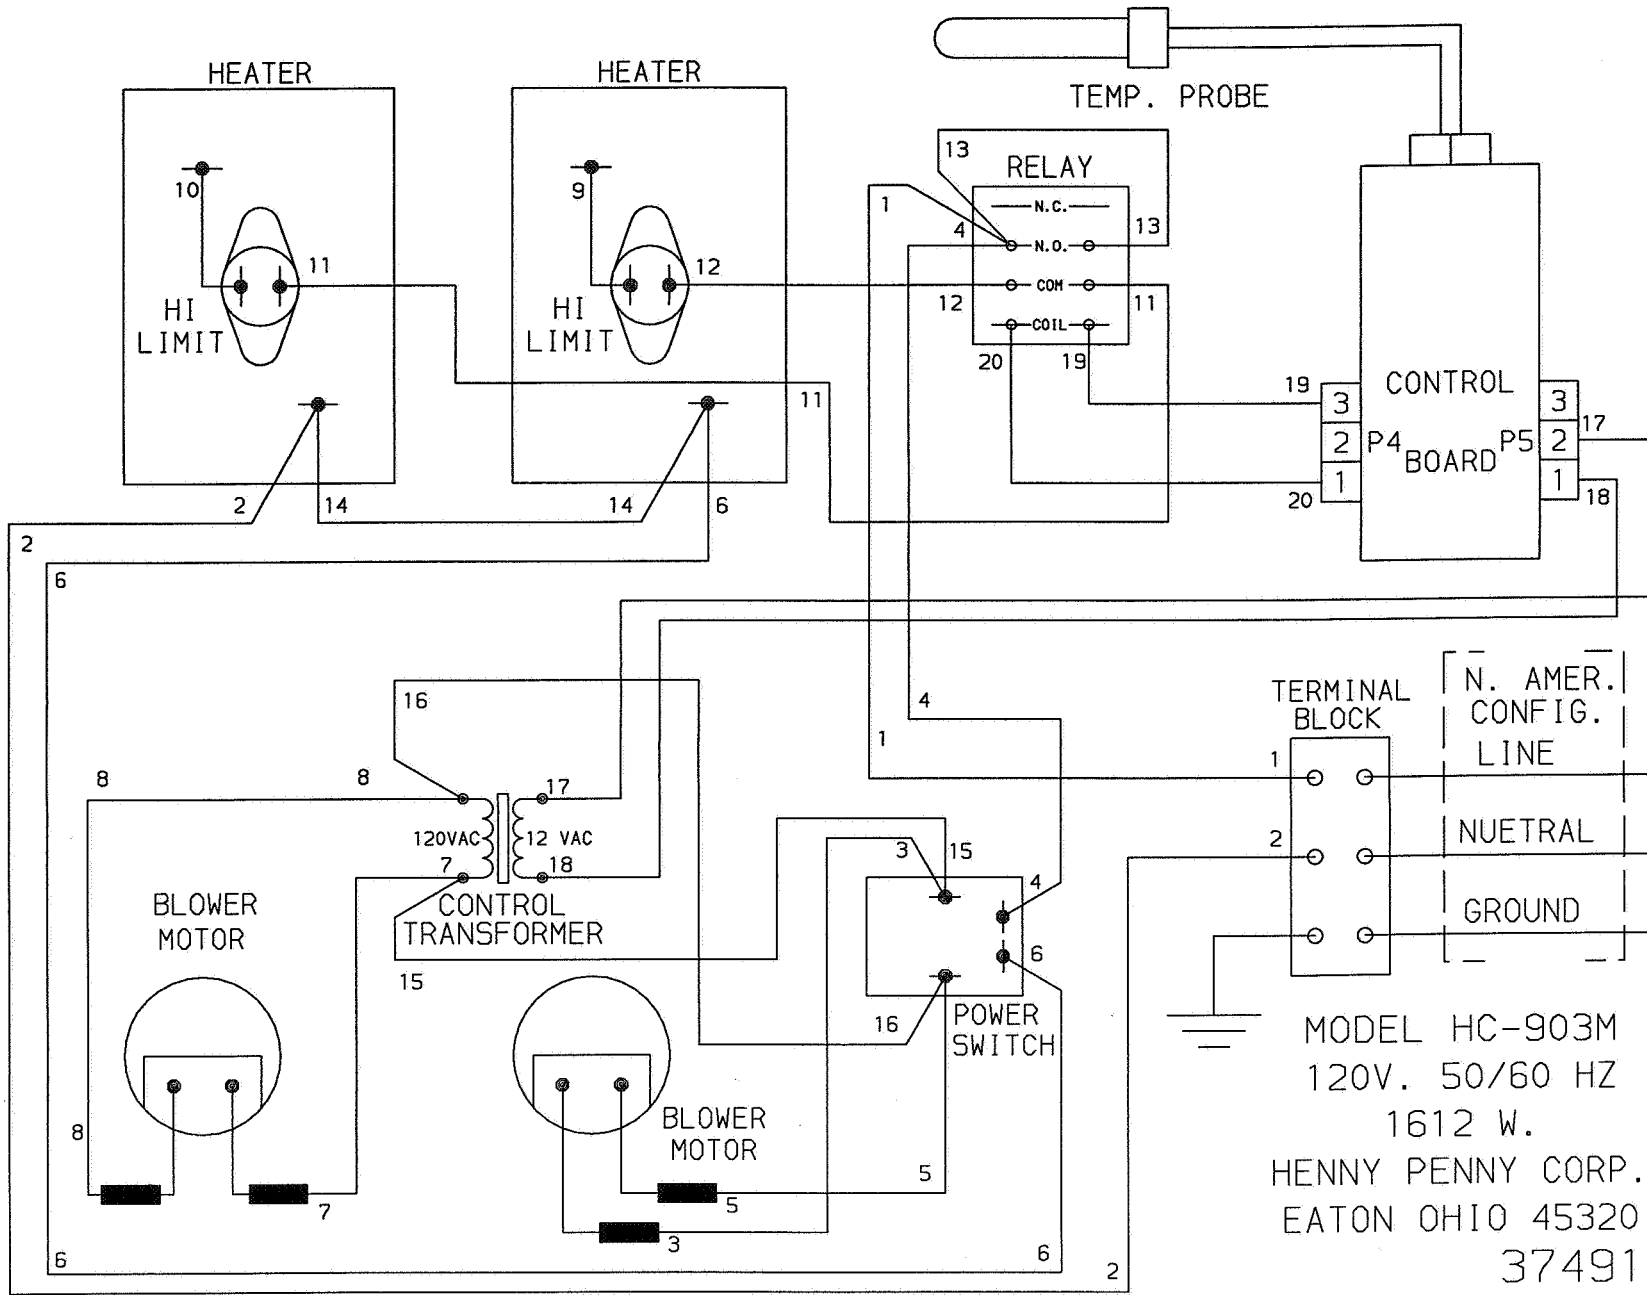 HEATER
HEATER
TEMP. PROBE
13
RELAY
10
9
1
N.C.
4
N.O.
13
11
12
12
COM
11
HI
LIMIT
HI
LIMIT
COIL
20
19
19
3
CONTROL
3
11
2
P4
P5
2
17
BOARD
20
1
1
18
2
14
14
6
2
6
16
4
1
TERMINAL
BLOCK
N. AMER.
CONFIG.
1
LINE
8
8
17
120VAC
12 VAC
7
18
3
15
2
NUETRAL
4
CONTROL
TRANSFORMER
BLOWER
MOTOR
GROUND
6
15
16
POWER
SWITCH
MODEL HC-903M
120V. 50/60 HZ
1612 W.
HENNY PENNY CORP.
EATON OHIO 45320
37491
BLOWER
MOTOR
8
7
5
5
3
6
6
2